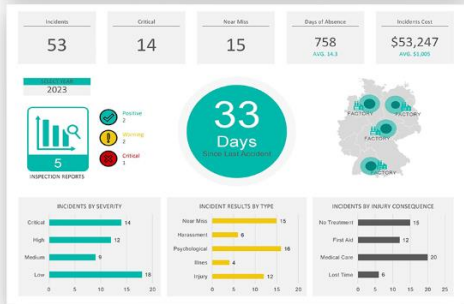 Incidents
53
Critical
14
Near Miss
15
Days of Absence
758
AVG. 14.3
Incidents Cost
$53,247
AVG. $1,005
SELECT YEAR
2023
5
INSPECTION REPORTS
Positive
2
Warning
2
Critical
1
33
Days
Since Last Accident
FACTORY
FACTORY
FACTORY
FACTORY
INCIDENTS BY SEVERITY
Critical 14
High 12
Medium 9
Low 18
0 5 10 15 20
INCIDENT RESULTS BY TYPE
Near Miss 15
Harassment 6
Psychological 16
Illness 4
Injury 12
0 5 10 15 20
INCIDENTS BY INJURY CONSEQUENCE
No Treatment 15
First Aid 12
Medical Care 20
Lost Time 6
0 5 10 15 20 25